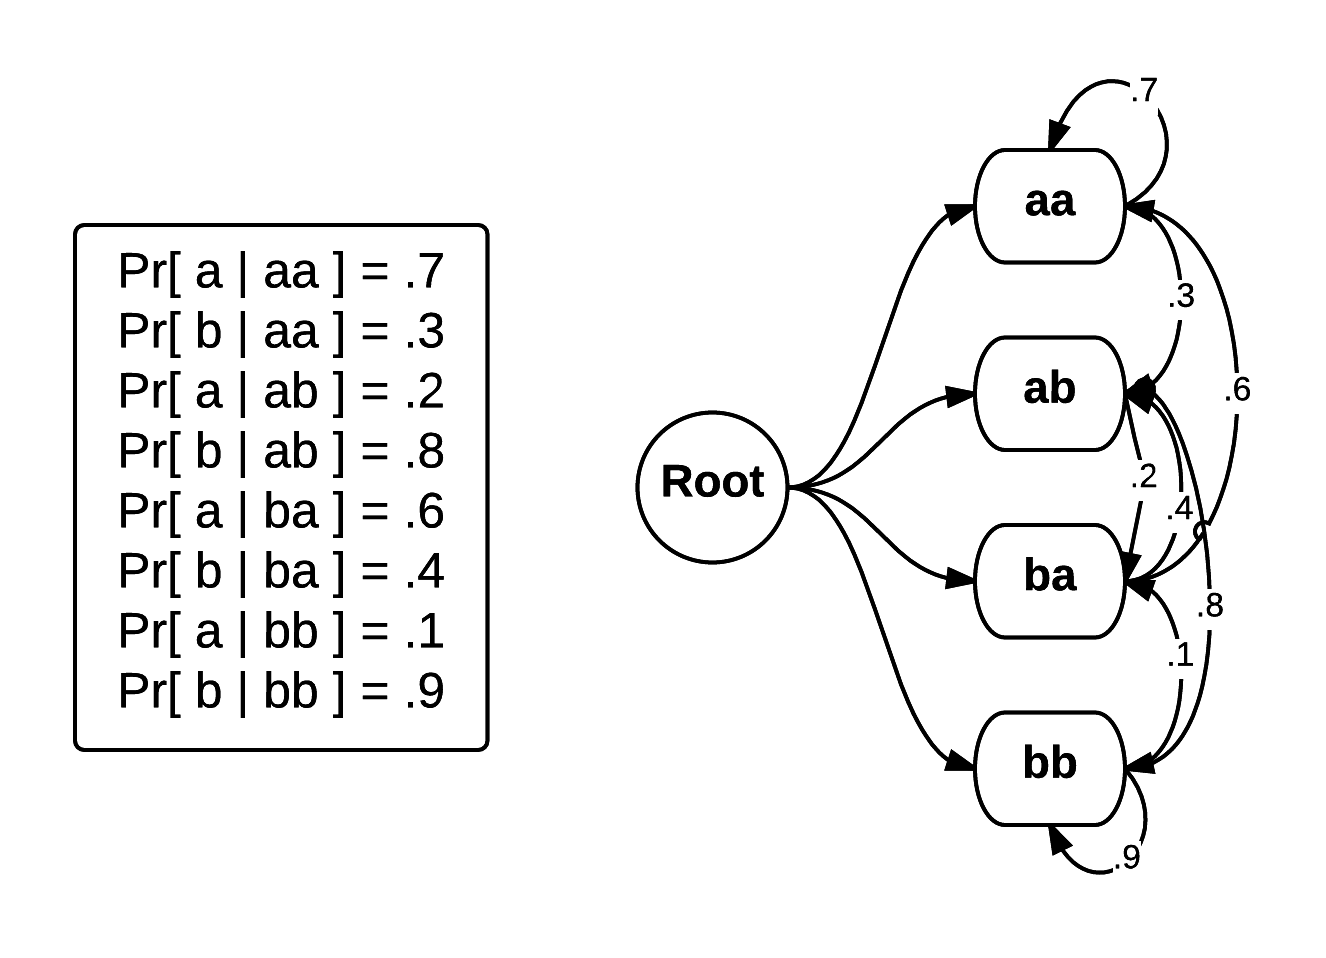 Pr[ a | aa ] = .7
Pr[ b | aa ] = .3
Pr[ a | ab ] = .2
Pr[ b | ab ] = .8
Pr[ a | ba ] = .6
Pr[ b | ba ] = .4
Pr[ a | bb ] = .1
Pr[ b | bb ] = .9
Root
.7
aa
.3
ab
.6
.2
.4
ba
.8
.1
bb
.9